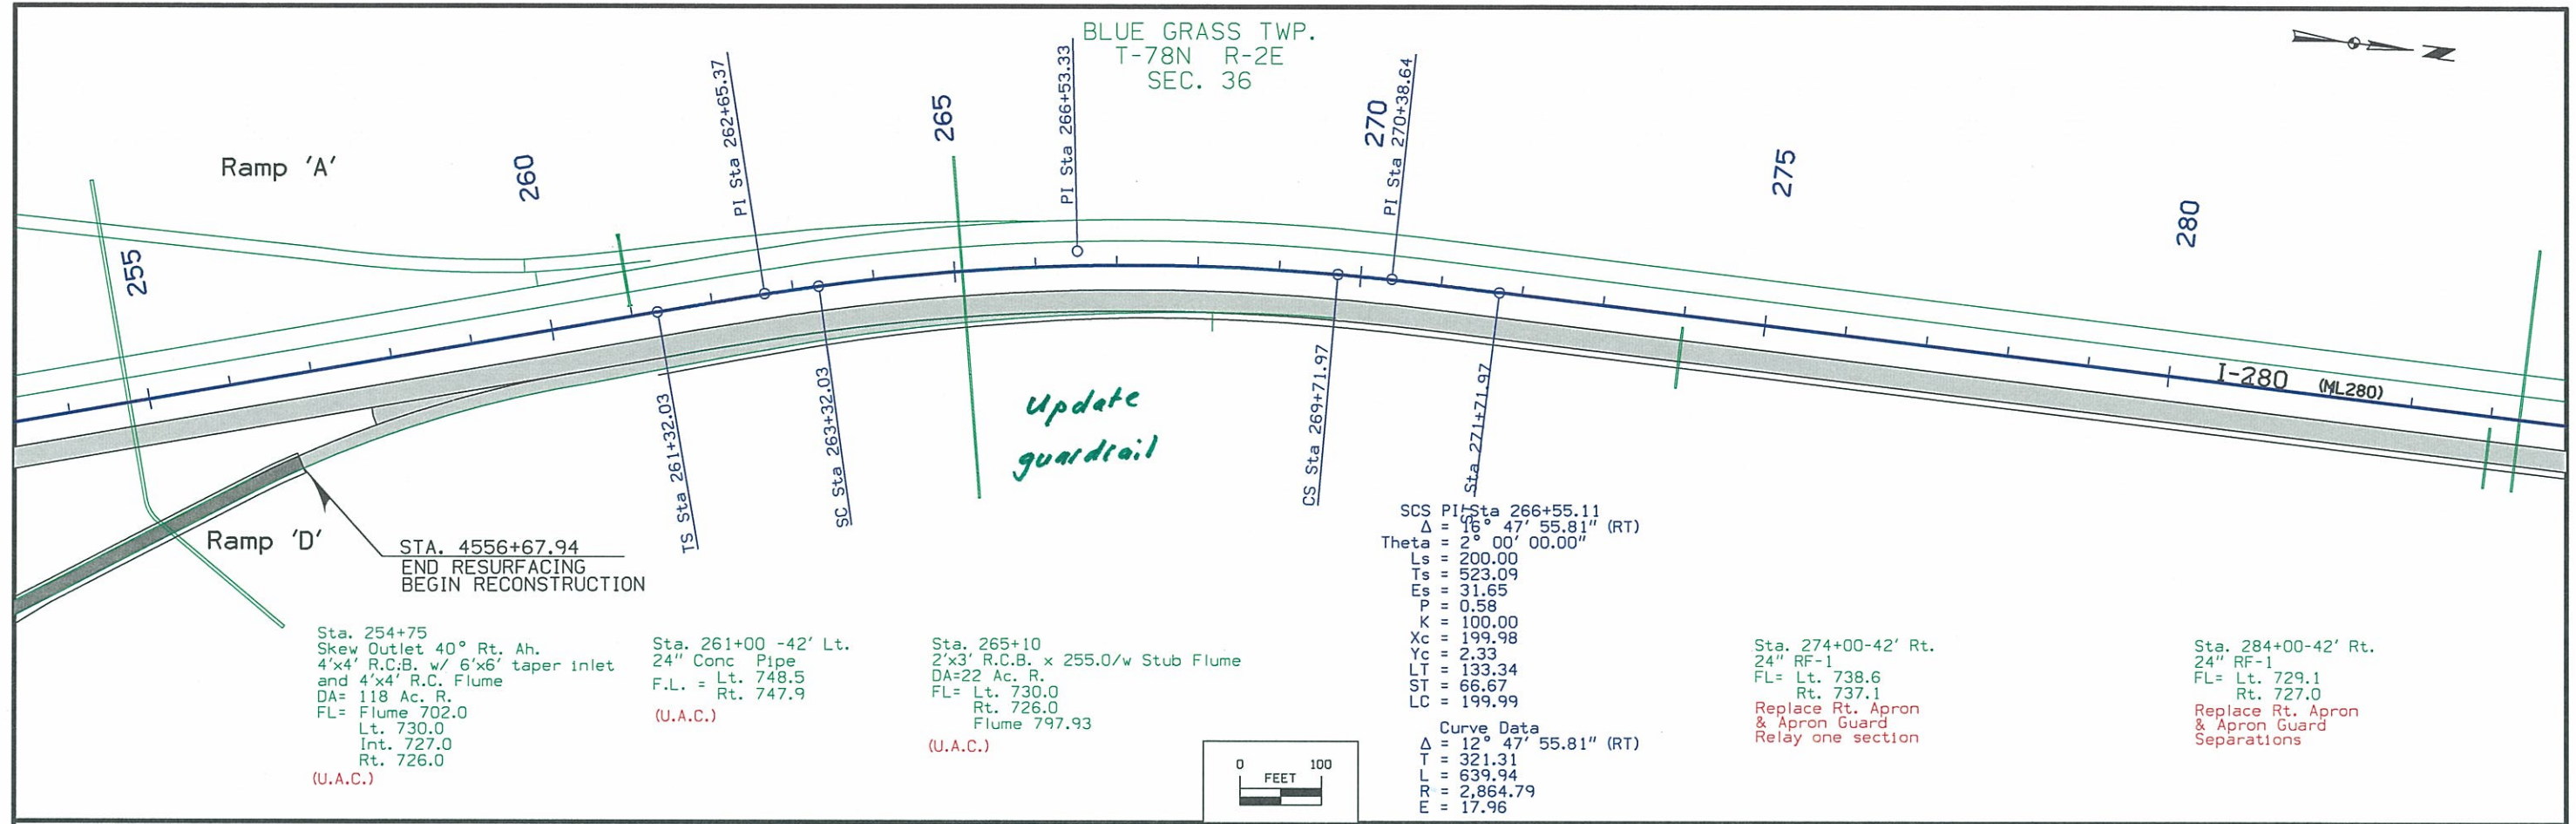 BLUE GRASS TWP.
T-78N R-2E
SEC. 36
N
Ramp 'A'
255
260
265
270
275
280
PI Sta 262+65.37
PI Sta 266+53.33
PI Sta 270+38.64
TS Sta 261+32.03
SC Sta 263+32.03
CS Sta 269+71.97
Sta 271+71.97
I-280 (ML280)
Update
guardrail
Ramp 'D'
STA. 4556+67.94
END RESURFACING
BEGIN RECONSTRUCTION
Sta. 254+75
Skew Outlet 40° Rt. Ah.
4'x4' R.C.B. w/ 6'x6' taper inlet
and 4'x4' R.C. Flume
DA= 118 Ac. R.
FL= Flume 702.0
Lt. 730.0
Int. 727.0
Rt. 726.0
(U.A.C.)
Sta. 261+00 -42' Lt.
24" Conc Pipe
F.L. = Lt. 748.5
Rt. 747.9
(U.A.C.)
Sta. 265+10
2'x3' R.C.B. x 255.0/w Stub Flume
DA=22 Ac. R.
FL= Lt. 730.0
Rt. 726.0
Flume 797.93
(U.A.C.)
0 100
FEET
SCS PI Sta 266+55.11
Δ = 16° 47' 55.81" (RT)
Theta = 2° 00' 00.00"
Ls = 200.00
Ts = 523.09
Es = 31.65
P = 0.58
K = 100.00
Xc = 199.98
Yc = 2.33
LT = 133.34
ST = 66.67
LC = 199.99
Curve Data
Δ = 12° 47' 55.81" (RT)
T = 321.31
L = 639.94
R = 2,864.79
E = 17.96
Sta. 274+00-42' Rt.
24" RF-1
FL= Lt. 738.6
Rt. 737.1
Replace Rt. Apron
& Apron Guard
Relay one section
Sta. 284+00-42' Rt.
24" RF-1
FL= Lt. 729.1
Rt. 727.0
Replace Rt. Apron
& Apron Guard
Separations